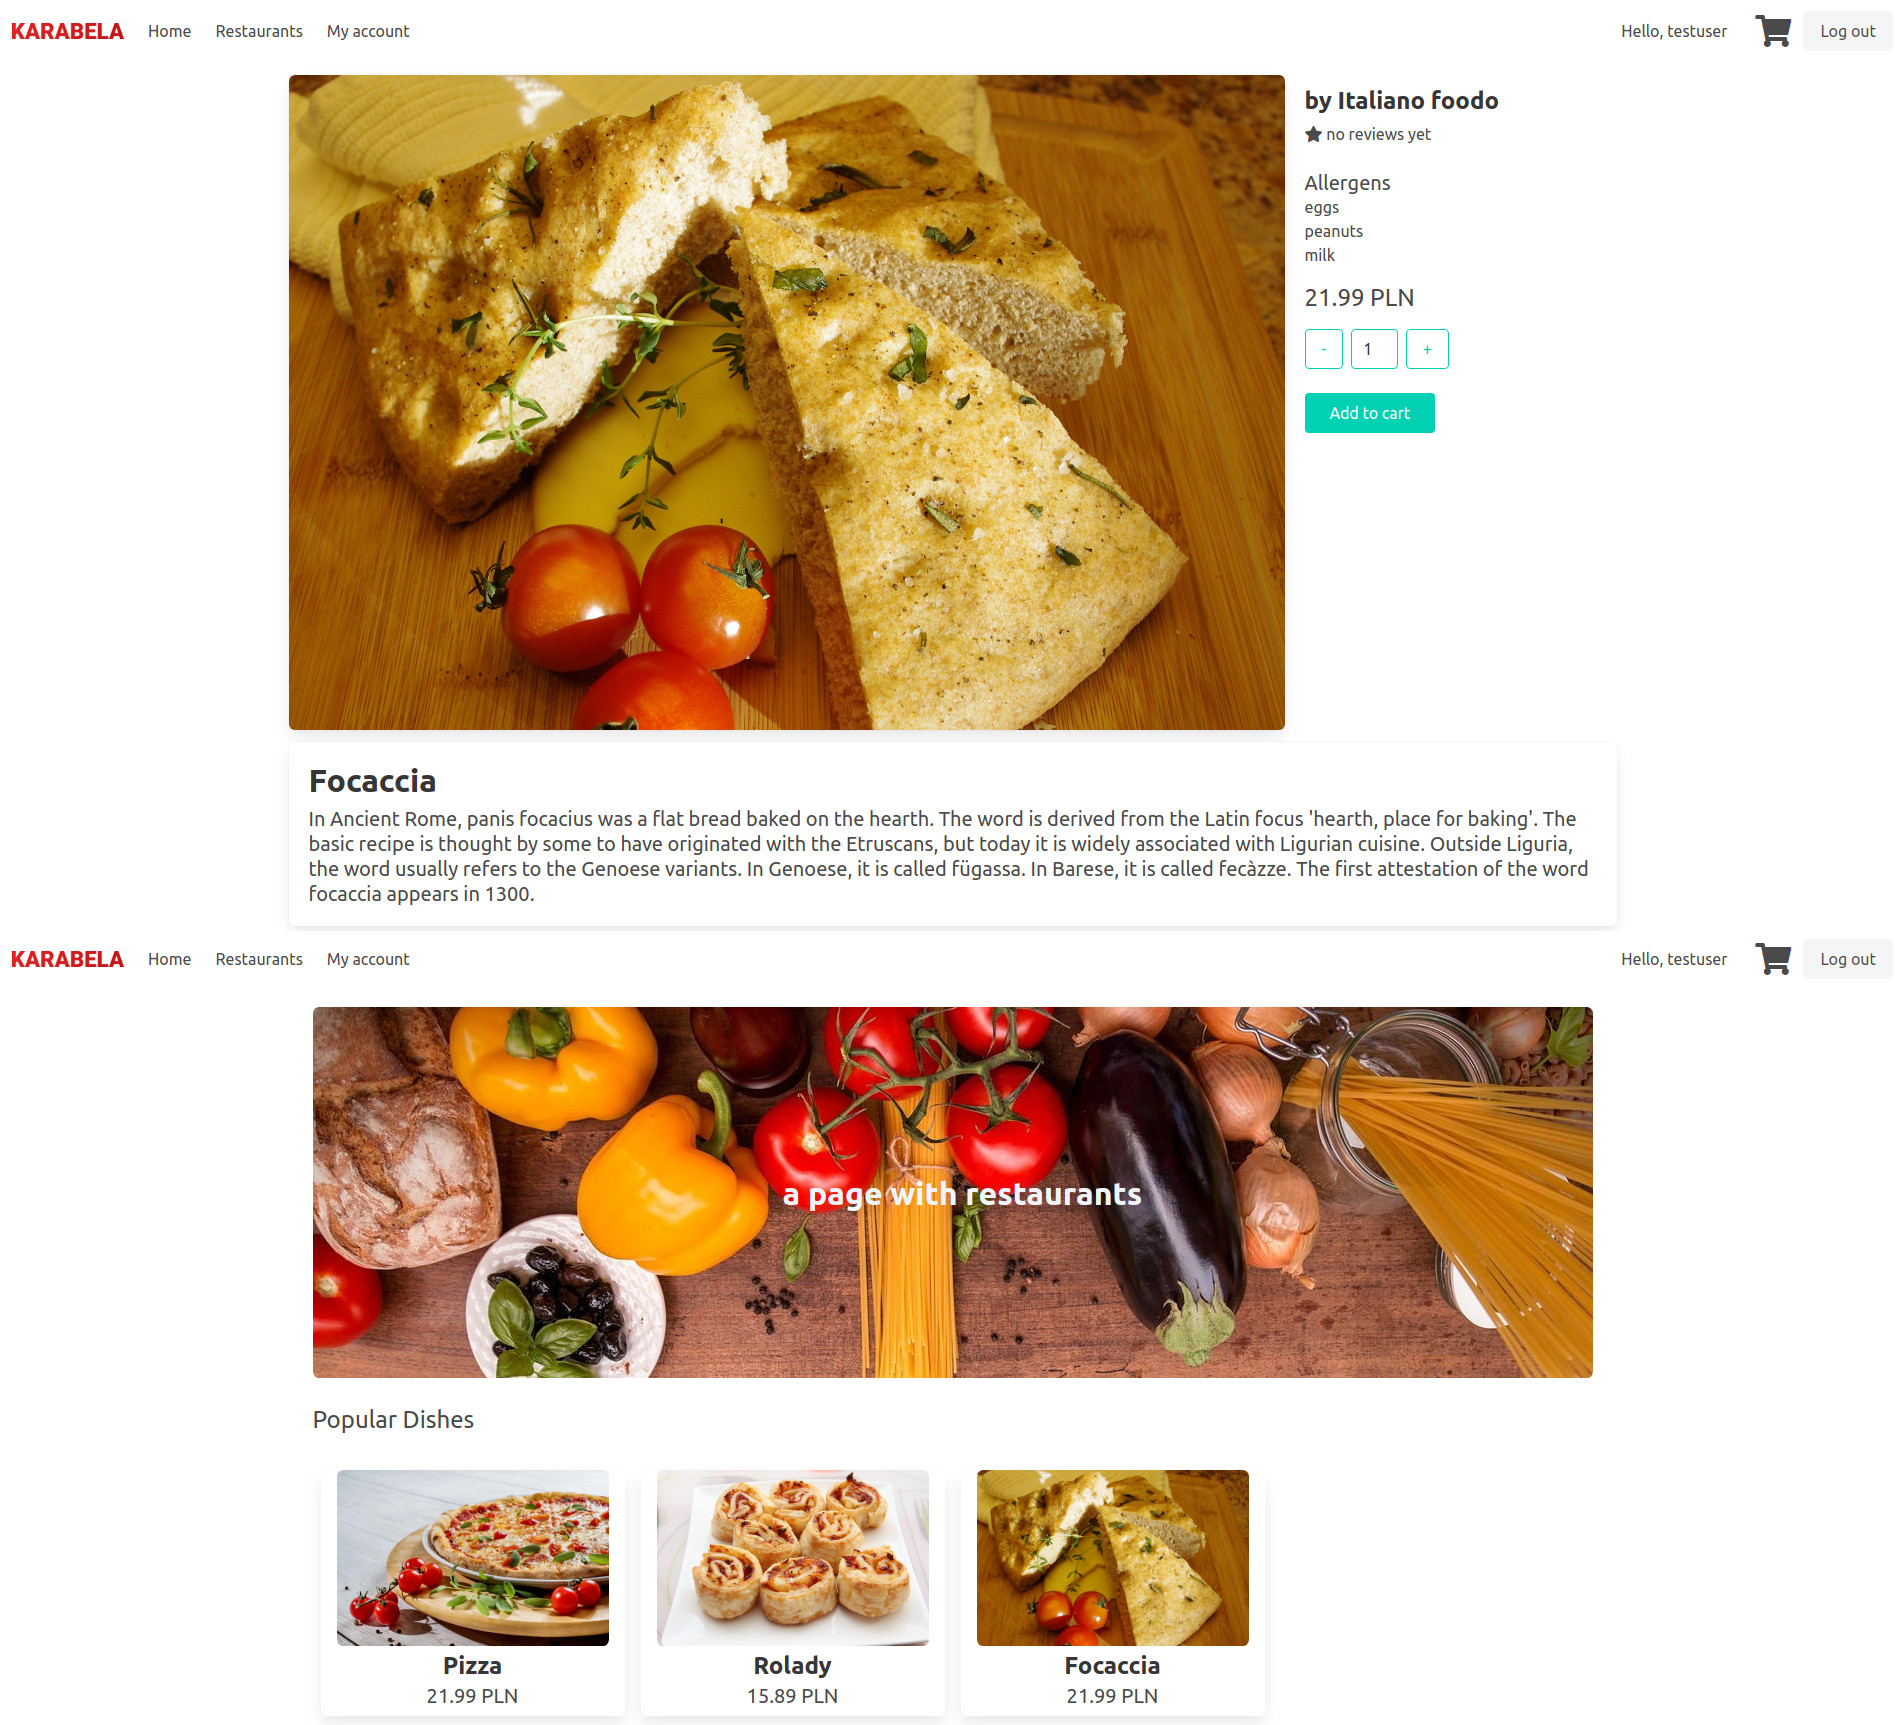 KARABELA Home Restaurants My account Hello, testuser Log out
by Italiano foodo
no reviews yet
Allergens
eggs
peanuts
milk
21.99 PLN
- 1 +
Add to cart
Focaccia
In Ancient Rome, panis focacius was a flat bread baked on the hearth. The word is derived from the Latin focus 'hearth, place for baking'. The
basic recipe is thought by some to have originated with the Etruscans, but today it is widely associated with Ligurian cuisine. Outside Liguria,
the word usually refers to the Genoese variants. In Genoese, it is called fügassa. In Barese, it is called fecàzze. The first attestation of the word
focaccia appears in 1300.
KARABELA Home Restaurants My account Hello, testuser Log out
a page with restaurants
Popular Dishes
Pizza
21.99 PLN
Rolady
15.89 PLN
Focaccia
21.99 PLN